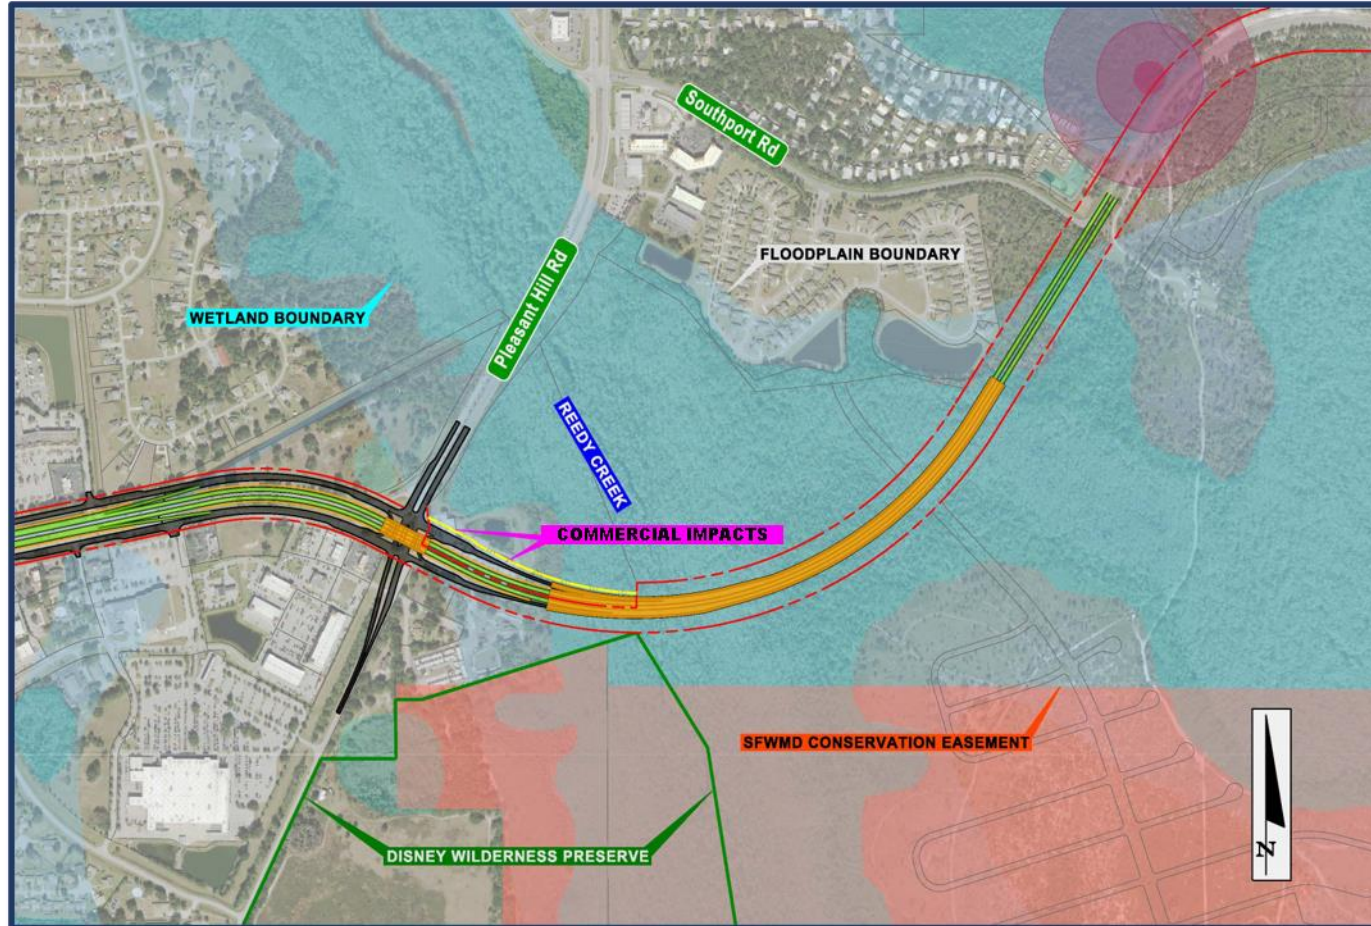 Southport Rd
FLOODPLAIN BOUNDARY
WETLAND BOUNDARY
Pleasant Hill Rd
REEDY CREEK
COMMERCIAL IMPACTS
SFWMD CONSERVATION EASEMENT
DISNEY WILDERNESS PRESERVE
N